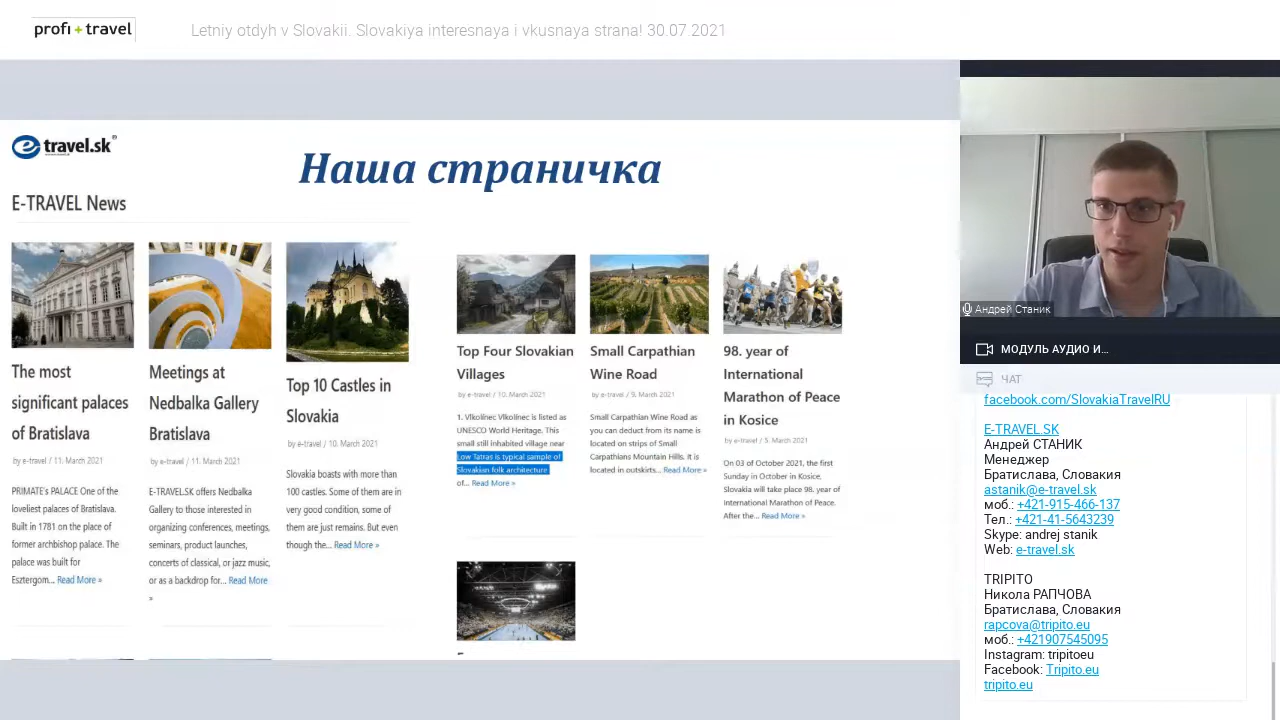 profi + travel
Letniy otdyh v Slovakii. Slovakiya interesnaya i vkusnaya strana! 30.07.2021
e travel.sk®
Наша страничка
E-TRAVEL News
The most
significant palaces
of Bratislava
by e-travel / 11. March 2021
PRIMATE's PALACE One of the
loveliest palaces of Bratislava.
Built in 1781 on the place of
former archbishop palace. The
palace was built for
Esztergom... Read More »
Meetings at
Nedbalka Gallery
Bratislava
by e-travel / 11. March 2021
E-TRAVEL.SK offers Nedbalka
Gallery to those interested in
organizing conferences, meetings,
seminars, product launches,
concerts of classical, or jazz music,
or as a backdrop for... Read More
»
Top 10 Castles in
Slovakia
by e-travel / 10. March 2021
Slovakia boasts with more than
100 castles. Some of them are in
very good condition, some of
them are just remains. But even
though the... Read More »
Top Four Slovakian
Villages
by e-travel / 10. March 2021
1. Vlkolínec Vlkolínec is listed as
UNESCO World Heritage. This
small still inhabited village near
Low Tatras is typical sample of
Slovakian folk architecture
of... Read More »
Small Carpathian
Wine Road
by e-travel / 9. March 2021
Small Carpathian Wine Road as
you can deduct from its name is
located on strips of Small
Carpathians Mountain Hills. It is
located in outskirts... Read More »
98. year of
International
Marathon of Peace
in Kosice
by e-travel / 5. March 2021
On 03 of October 2021, the first
Sunday in October in Kosice,
Slovakia will take place 98. year of
International Marathon of Peace.
After the... Read More »
Андрей Станик
МОДУЛЬ АУДИО И...
ЧАТ
facebook.com/SlovakiaTravelRU
E-TRAVEL.SK
Андрей СТАНИК
Менеджер
Братислава, Словакия
astanik@e-travel.sk
моб.: +421-915-466-137
Тел.: +421-41-5643239
Skype: andrej stanik
Web: e-travel.sk
TRIPITO
Никола РАПЧОВА
Братислава, Словакия
rapcova@tripito.eu
моб.: +421907545095
Instagram: tripitoeu
Facebook: Tripito.eu
tripito.eu